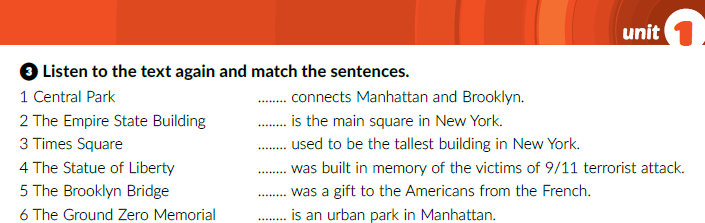 unit 1
3 Listen to the text again and match the sentences.
1 Central Park ........ connects Manhattan and Brooklyn.
2 The Empire State Building ........ is the main square in New York.
3 Times Square ........ used to be the tallest building in New York.
4 The Statue of Liberty ........ was built in memory of the victims of 9/11 terrorist attack.
5 The Brooklyn Bridge ........ was a gift to the Americans from the French.
6 The Ground Zero Memorial ........ is an urban park in Manhattan.